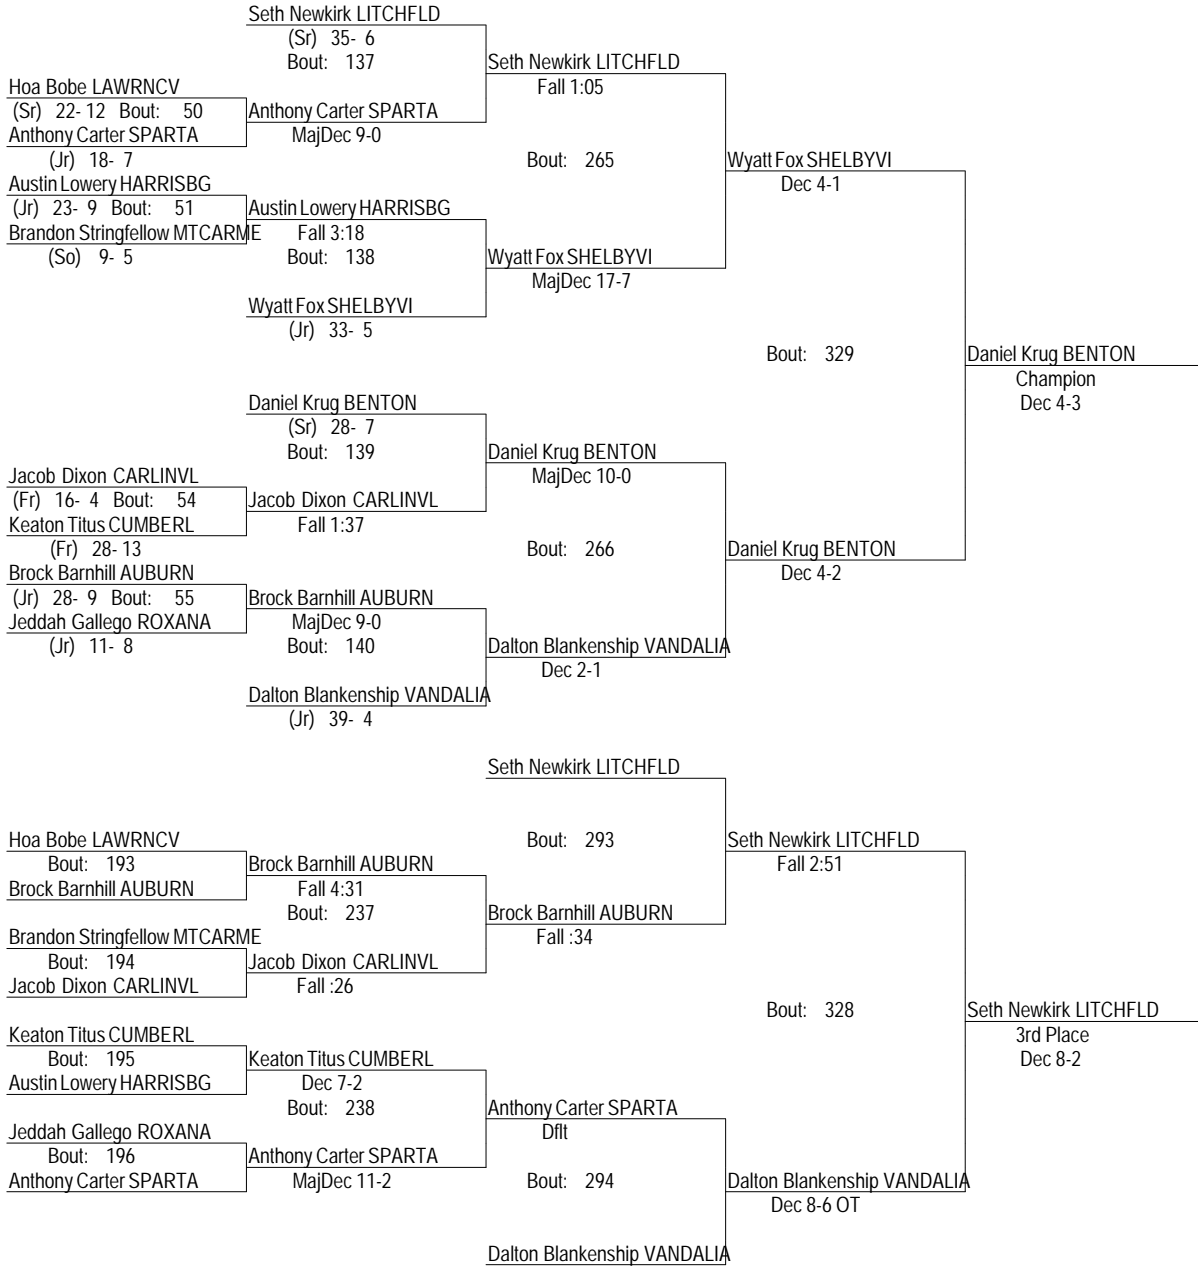 Seth Newkirk LITCHFLD
(Sr) 35- 6
Bout: 137
Seth Newkirk LITCHFLD
Fall 1:05
Hoa Bobe LAWRNCV
(Sr) 22- 12 Bout: 50
Anthony Carter SPARTA
MajDec 9-0
Anthony Carter SPARTA
(Jr) 18- 7
Bout: 265
Wyatt Fox SHELBYVI
Dec 4-1
Austin Lowery HARRISBG
(Jr) 23- 9 Bout: 51
Austin Lowery HARRISBG
Fall 3:18
Brandon Stringfellow MTCARME
(So) 9- 5
Bout: 138
Wyatt Fox SHELBYVI
MajDec 17-7
Wyatt Fox SHELBYVI
(Jr) 33- 5
Bout: 329
Daniel Krug BENTON
Champion
Dec 4-3
Daniel Krug BENTON
(Sr) 28- 7
Bout: 139
Daniel Krug BENTON
MajDec 10-0
Jacob Dixon CARLINVL
(Fr) 16- 4 Bout: 54
Jacob Dixon CARLINVL
Fall 1:37
Keaton Titus CUMBERL
(Fr) 28- 13
Bout: 266
Daniel Krug BENTON
Dec 4-2
Brock Barnhill AUBURN
(Jr) 28- 9 Bout: 55
Brock Barnhill AUBURN
MajDec 9-0
Jeddah Gallego ROXANA
(Jr) 11- 8
Bout: 140
Dalton Blankenship VANDALIA
Dec 2-1
Dalton Blankenship VANDALIA
(Jr) 39- 4
Seth Newkirk LITCHFLD
Bout: 293
Seth Newkirk LITCHFLD
Fall 2:51
Hoa Bobe LAWRNCV
Bout: 193
Brock Barnhill AUBURN
Brock Barnhill AUBURN
Fall 4:31
Bout: 237
Brock Barnhill AUBURN
Fall :34
Brandon Stringfellow MTCARME
Bout: 194
Jacob Dixon CARLINVL
Jacob Dixon CARLINVL
Fall :26
Bout: 328
Seth Newkirk LITCHFLD
3rd Place
Dec 8-2
Keaton Titus CUMBERL
Bout: 195
Austin Lowery HARRISBG
Keaton Titus CUMBERL
Dec 7-2
Bout: 238
Anthony Carter SPARTA
Dflt
Jeddah Gallego ROXANA
Bout: 196
Anthony Carter SPARTA
Anthony Carter SPARTA
MajDec 11-2
Bout: 294
Dalton Blankenship VANDALIA
Dec 8-6 OT
Dalton Blankenship VANDALIA